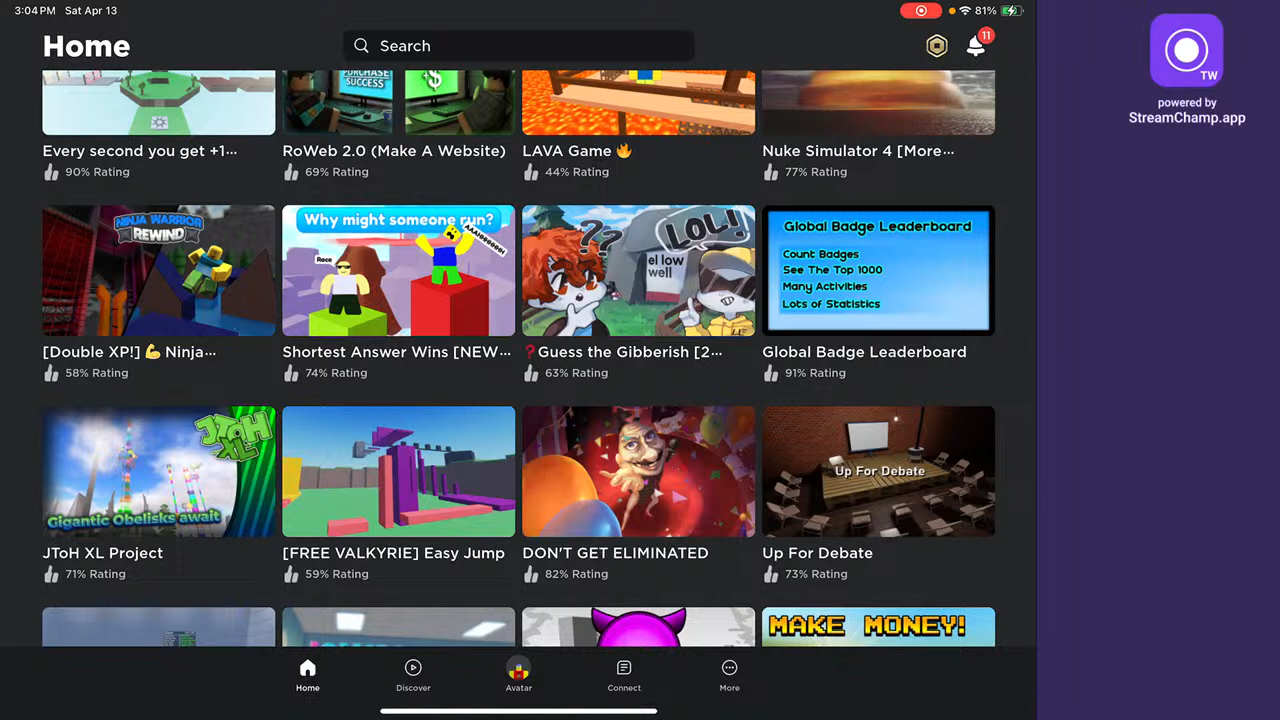 3:04 PM Sat Apr 13
81%
Home
Search
11
TW
powered by
StreamChamp.app
PURCHASE
SUCCESS
$
Every second you get +1...
RoWeb 2.0 (Make A Website)
LAVA Game 🔥
Nuke Simulator 4 [More...
90% Rating
69% Rating
44% Rating
77% Rating
NINJA
WARRIOR
REWIND
Why might someone run?
Race
AAAHHHHHH!
??
LOL!
el low
well
Global Badge Leaderboard
Count Badges
See The Top 1000
Many Activities
Lots of Statistics
[Double XP!] 💪 Ninja...
Shortest Answer Wins [NEW...
❓Guess the Gibberish [2...
Global Badge Leaderboard
58% Rating
74% Rating
63% Rating
91% Rating
JToH
XL
Gigantic Obelisks await
Up For Debate
JToH XL Project
[FREE VALKYRIE] Easy Jump
DON'T GET ELIMINATED
Up For Debate
71% Rating
59% Rating
82% Rating
73% Rating
MAKE MONEY!
Home
Discover
Avatar
Connect
More